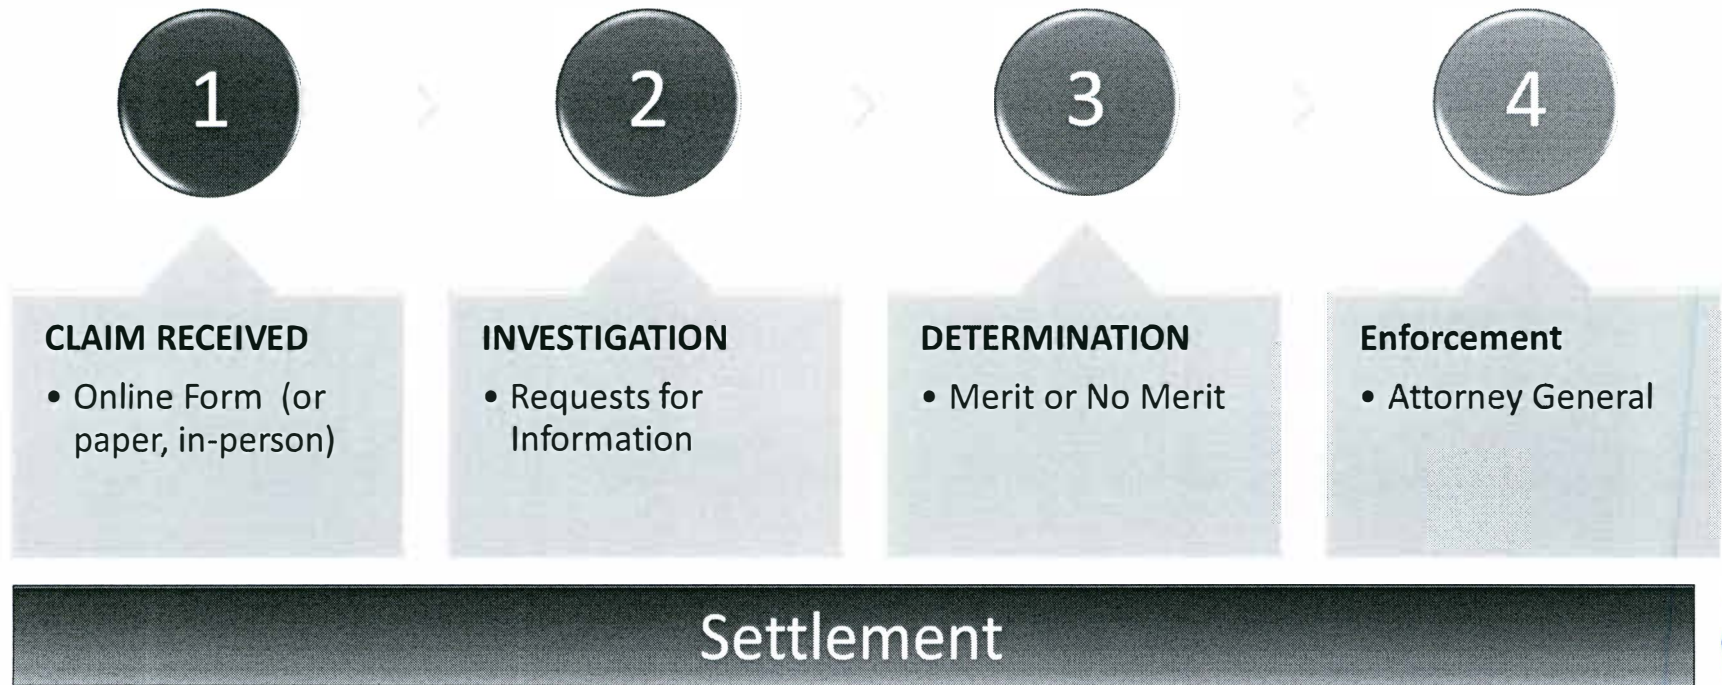 1
2
3
4
CLAIM RECEIVED
• Online Form (or
paper, in-person)
INVESTIGATION
• Requests for
Information
DETERMINATION
• Merit or No Merit
Enforcement
• Attorney General
Settlement